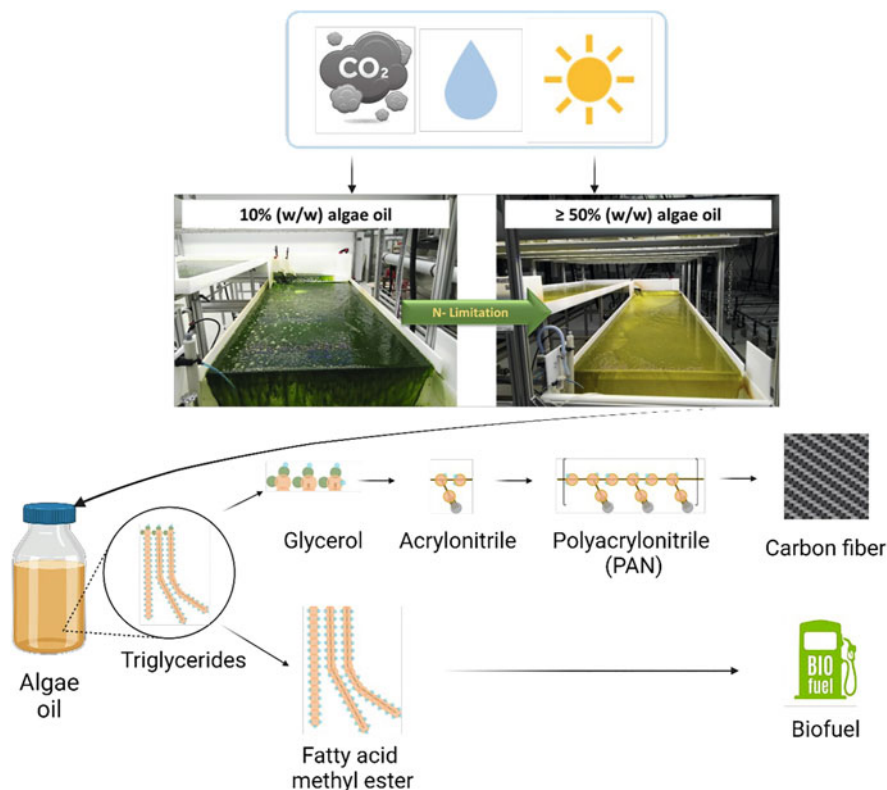 CO2
10% (w/w) algae oil
≥ 50% (w/w) algae oil
N- Limitation
Glycerol
Acrylonitrile
Polyacrylonitrile
(PAN)
Carbon fiber
Triglycerides
Algae
oil
Fatty acid
methyl ester
BIO
fuel
Biofuel